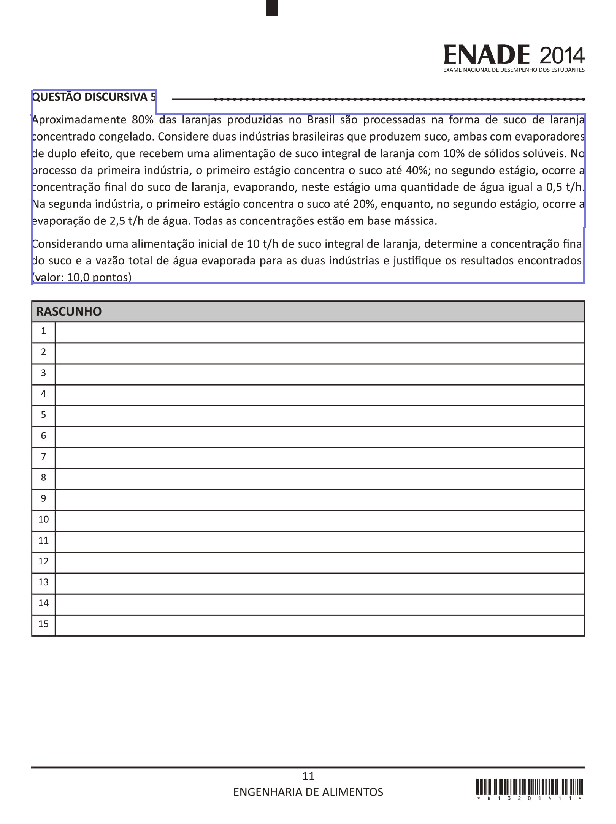 ENADE 2014
EXAME NACIONAL DE DESEMPENHO DOS ESTUDANTES
QUESTÃO DISCURSIVA 5
Aproximadamente 80% das laranjas produzidas no Brasil são processadas na forma de suco de laranja
concentrado congelado. Considere duas indústrias brasileiras que produzem suco, ambas com evaporadores
de duplo efeito, que recebem uma alimentação de suco integral de laranja com 10% de sólidos solúveis. No
processo da primeira indústria, o primeiro estágio concentra o suco até 40%; no segundo estágio, ocorre a
concentração final do suco de laranja, evaporando, neste estágio uma quantidade de água igual a 0,5 t/h.
Na segunda indústria, o primeiro estágio concentra o suco até 20%, enquanto, no segundo estágio, ocorre a
evaporação de 2,5 t/h de água. Todas as concentrações estão em base mássica.
Considerando uma alimentação inicial de 10 t/h de suco integral de laranja, determine a concentração fina
do suco e a vazão total de água evaporada para as duas indústrias e justifique os resultados encontrados
(valor: 10,0 pontos)
RASCUNHO
1
2
3
4
5
6
7
8
9
10
11
12
13
14
15
11
ENGENHARIA DE ALIMENTOS